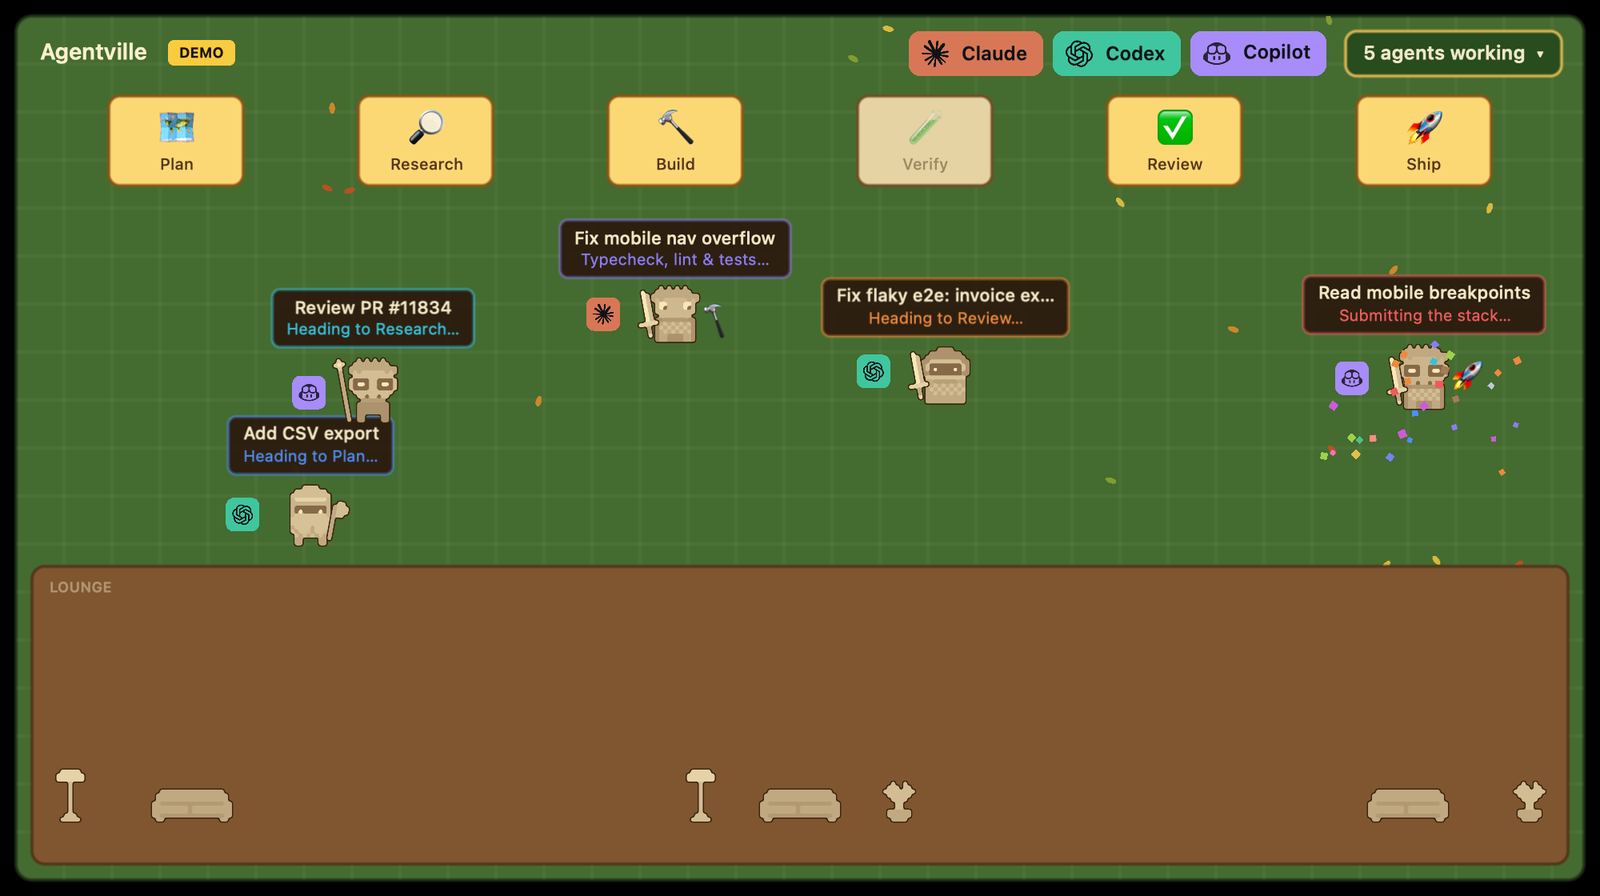 Agentville
DEMO
Claude
Codex
Copilot
5 agents working ▾
Plan
Research
Build
Verify
Review
Ship
Fix mobile nav overflow
Typecheck, lint & tests...
Review PR #11834
Heading to Research...
Fix flaky e2e: invoice ex...
Heading to Review...
Read mobile breakpoints
Submitting the stack...
Add CSV export
Heading to Plan...
LOUNGE